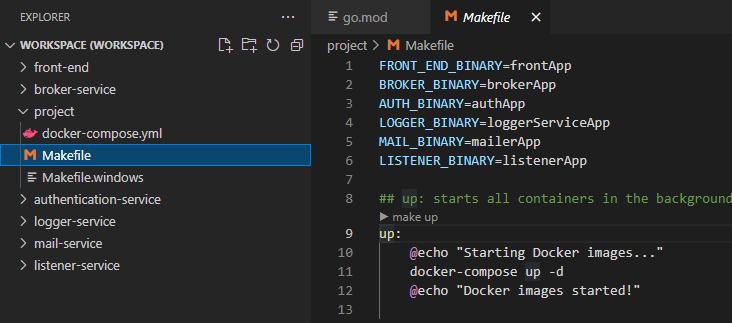 EXPLORER
WORKSPACE (WORKSPACE)
front-end
broker-service
project
docker-compose.yml
Makefile
Makefile.windows
authentication-service
logger-service
mail-service
listener-service
go.mod
Makefile
project > Makefile
1 FRONT_END_BINARY=frontApp
2 BROKER_BINARY=brokerApp
3 AUTH_BINARY=authApp
4 LOGGER_BINARY=loggerServiceApp
5 MAIL_BINARY=mailerApp
6 LISTENER_BINARY=listenerApp
7
8 ## up: starts all containers in the background
make up
9 up:
10 @echo "Starting Docker images..."
11 docker-compose up -d
12 @echo "Docker images started!"
13